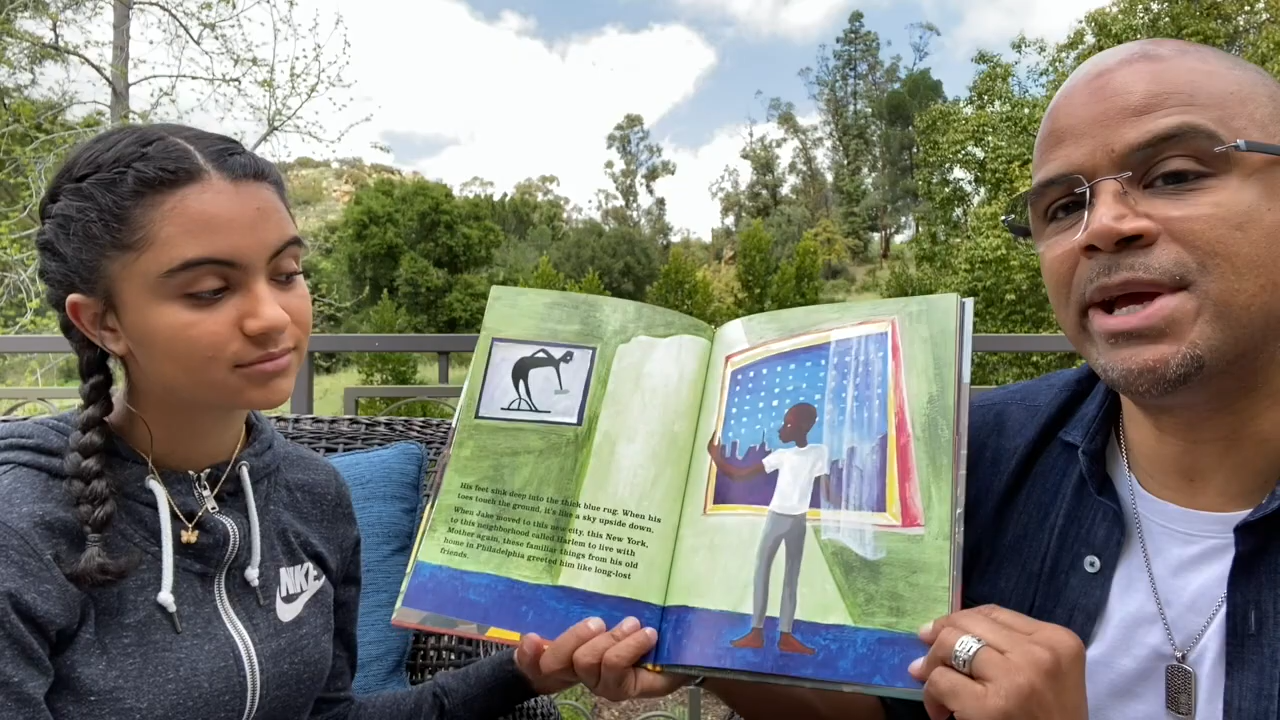 His feet sink deep into the thick blue rug. When his
toes touch the ground, it's like a sky upside down.
When Jake moved to this new city, this New York,
to this neighborhood called Harlem to live with
Mother again, these familiar things from his old
home in Philadelphia greeted him like long-lost
friends.
NIKE